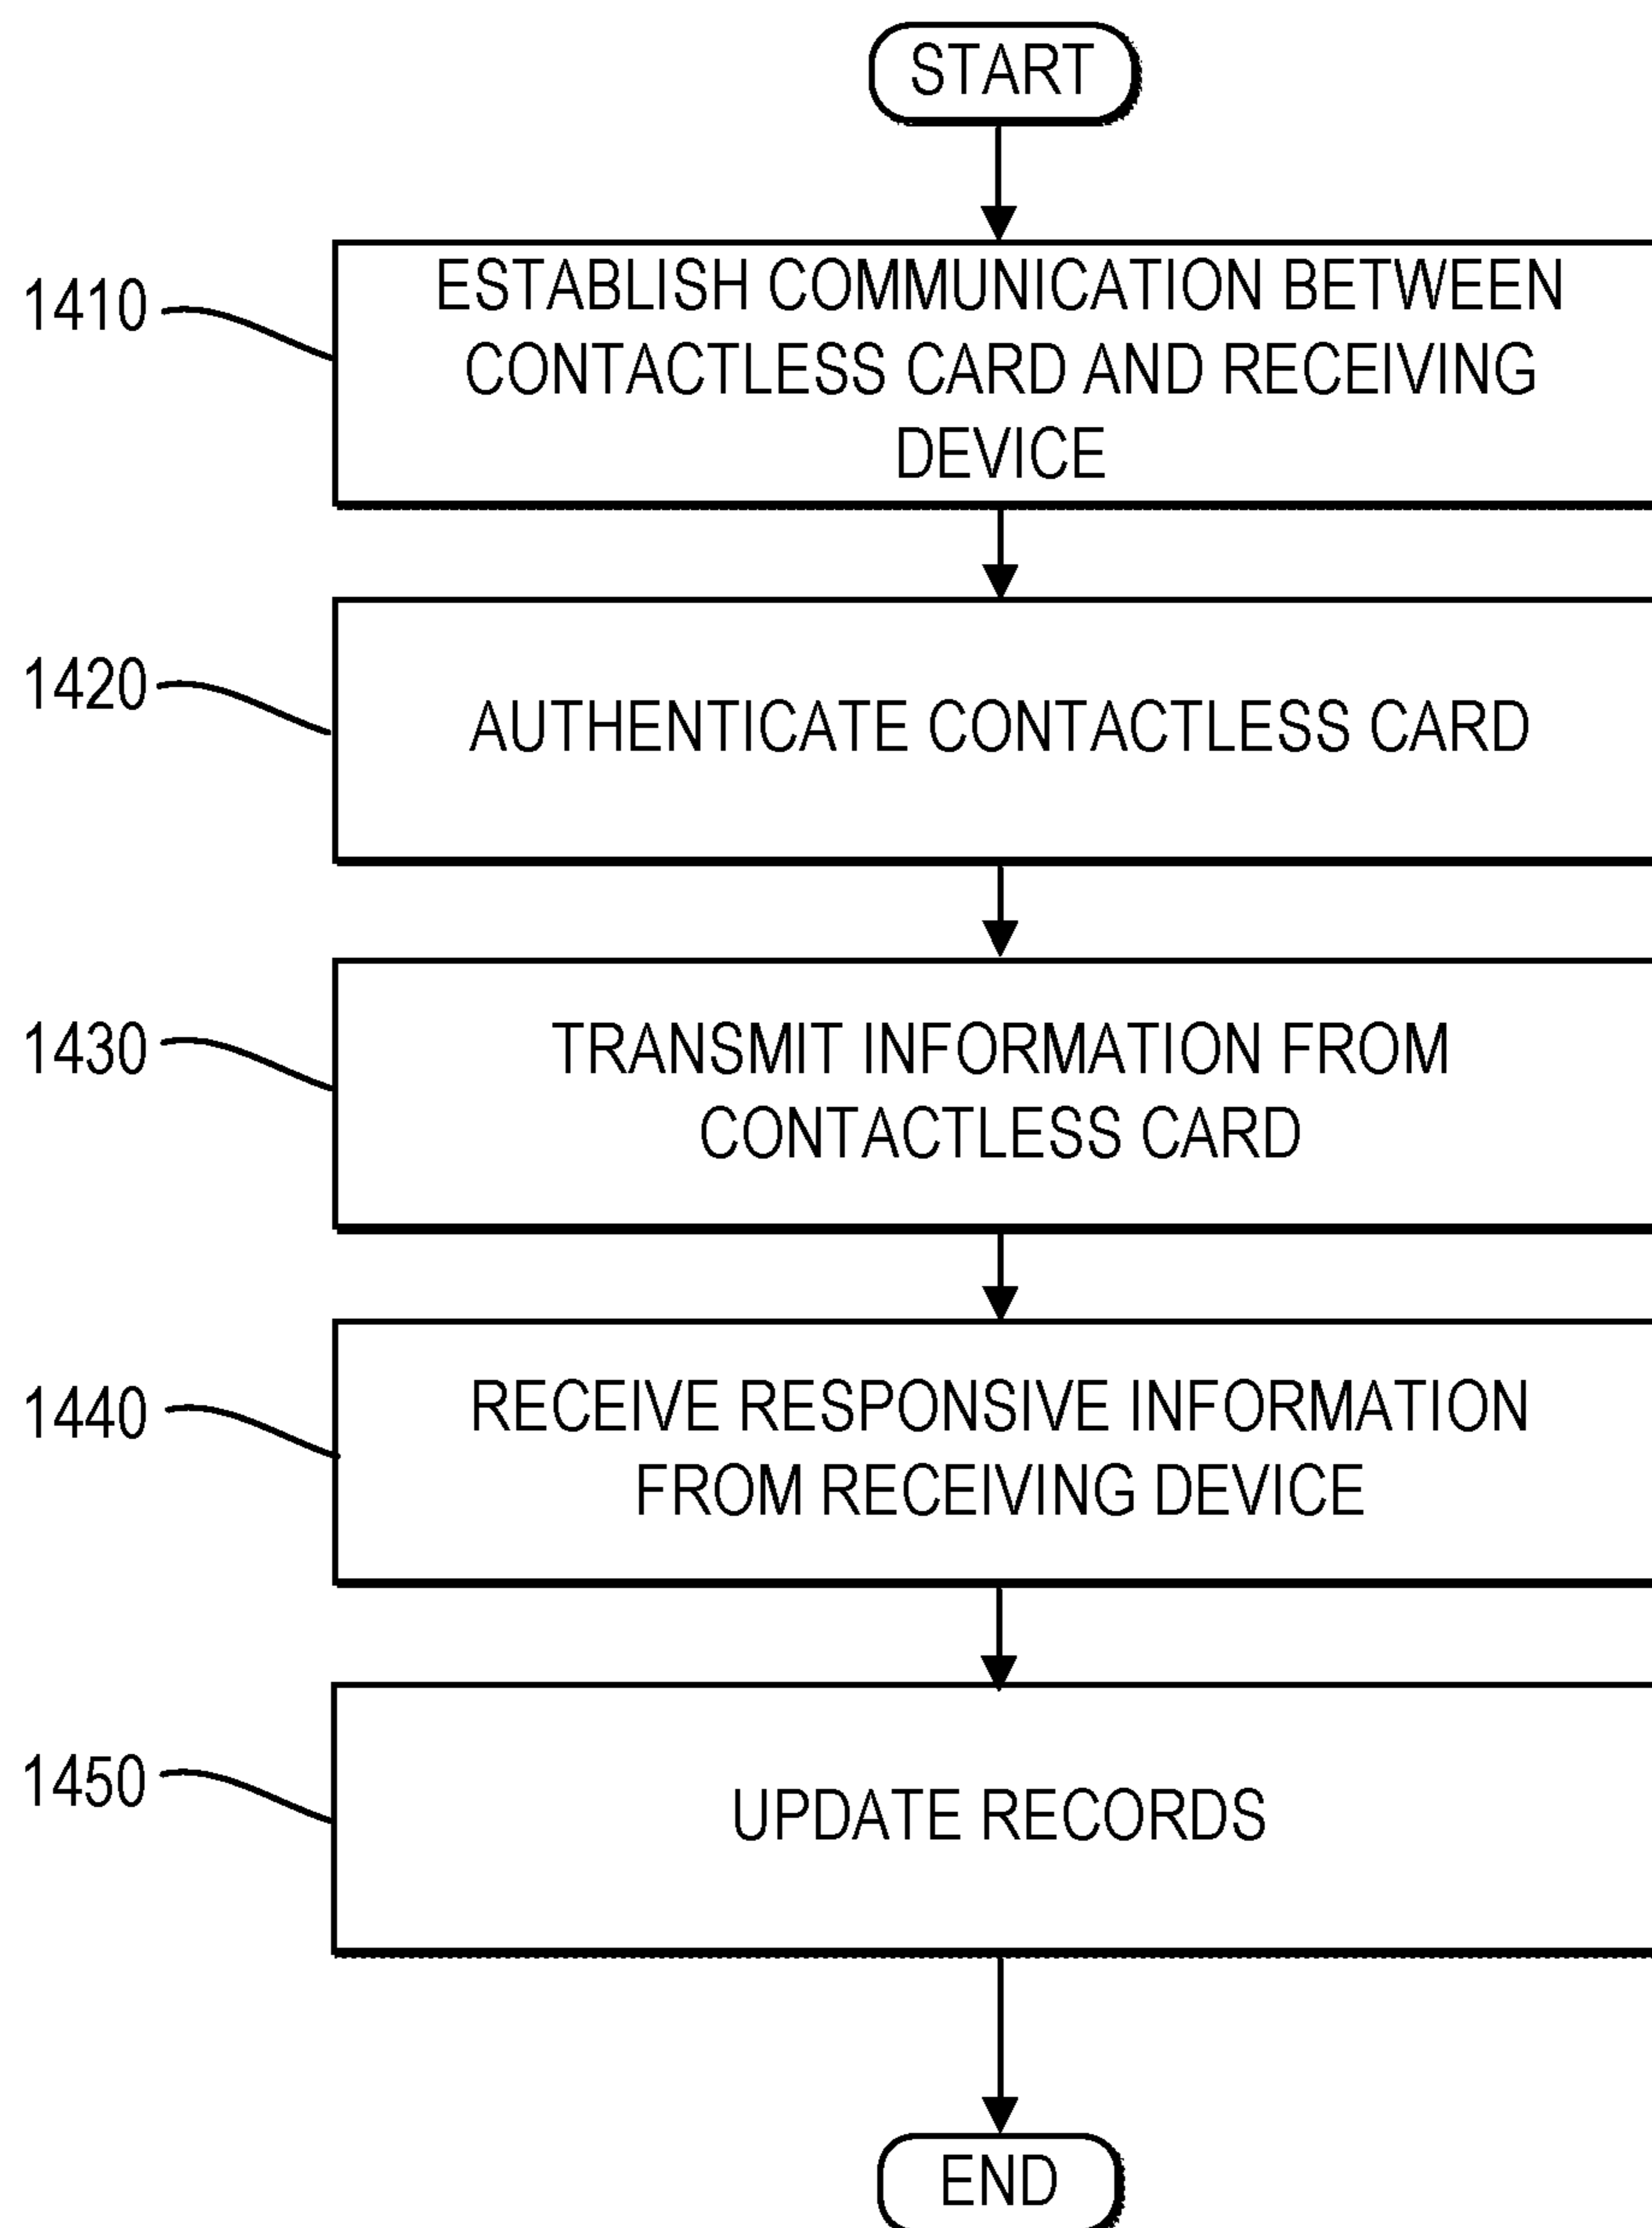 START
1410
ESTABLISH COMMUNICATION BETWEEN
CONTACTLESS CARD AND RECEIVING
DEVICE
1420
AUTHENTICATE CONTACTLESS CARD
1430
TRANSMIT INFORMATION FROM
CONTACTLESS CARD
1440
RECEIVE RESPONSIVE INFORMATION
FROM RECEIVING DEVICE
1450
UPDATE RECORDS
END